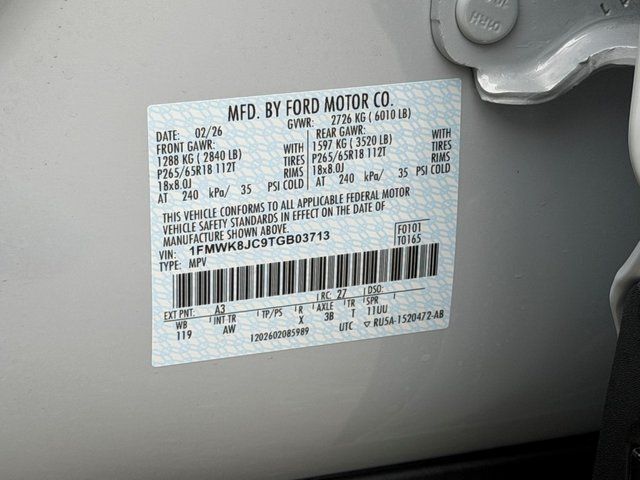 01RH
MFD. BY FORD MOTOR CO.
DATE: 02/26 GVWR: 2726 KG ( 6010 LB)
FRONT GAWR: REAR GAWR:
1288 KG ( 2840 LB) WITH 1597 KG ( 3520 LB) WITH
P265/65R18 112T TIRES P265/65R18 112T TIRES
18x8.0J RIMS 18x8.0J RIMS
AT 240 kPa/ 35 PSI COLD AT 240 kPa/ 35 PSI COLD
THIS VEHICLE CONFORMS TO ALL APPLICABLE FEDERAL MOTOR
VEHICLE SAFETY STANDARDS IN EFFECT ON THE DATE OF
MANUFACTURE SHOWN ABOVE.
VIN: 1FMWK8JC9TGB03713 F0101
TYPE: MPV T0165
EXT PNT: A3 RC: 27 DSO:
WB INT TR TP/PS R AXLE TR SPR
119 AW X 3B T 11UU
1202602085989 UTC ▽ RU5A-1520472-AB